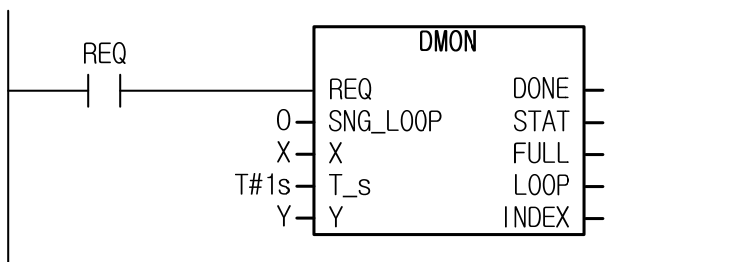 DMON
REQ
REQ DONE
0 SNG_LOOP STAT
X X FULL
T#1s T_s LOOP
Y Y INDEX